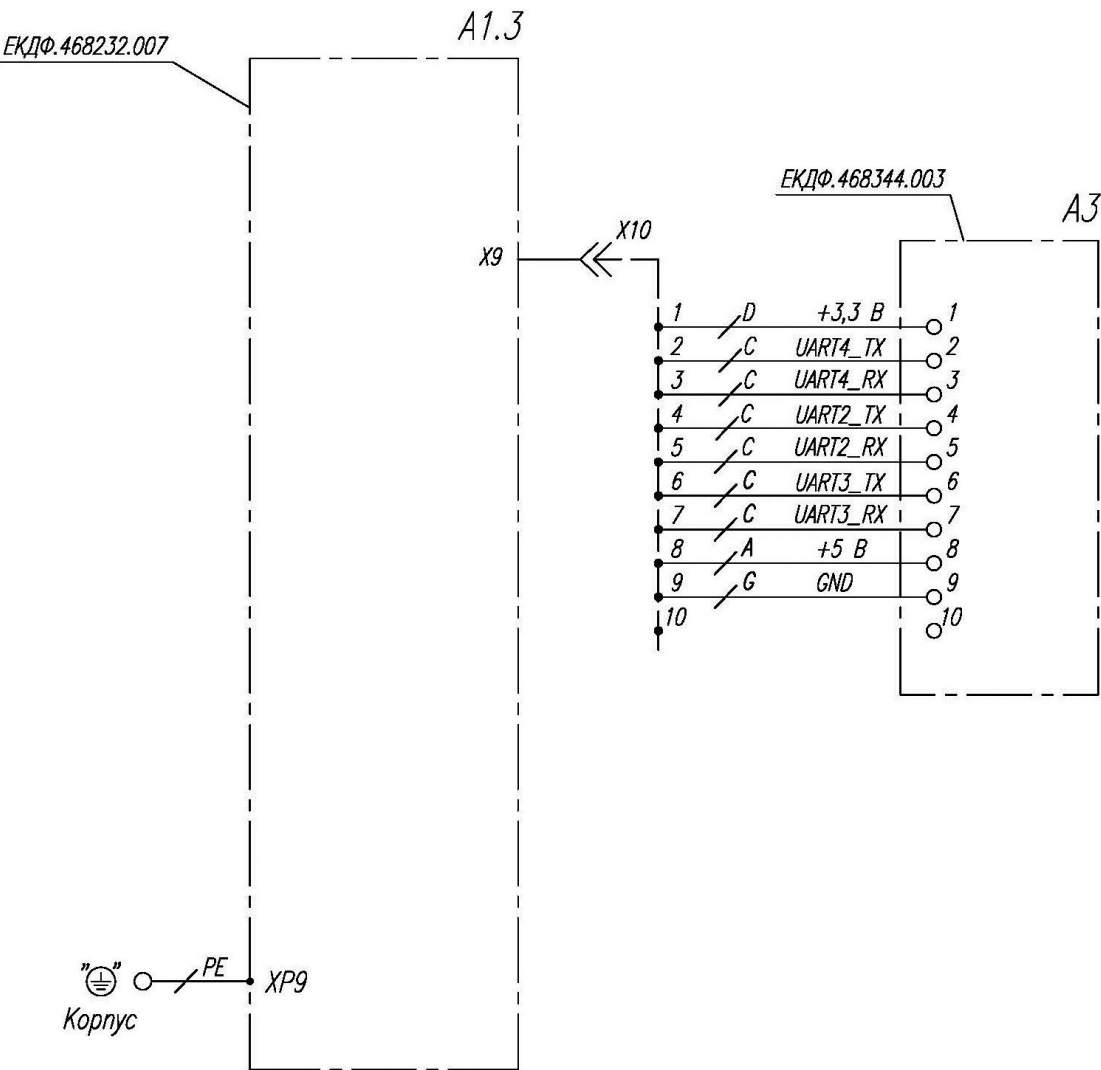 А1.3
ЕКДФ.468232.007
ЕКДФ.468344.003
А3
X10
X9
1 D +3,3 В 1
2 C UART4_TX 2
3 C UART4_RX 3
4 C UART2_TX 4
5 C UART2_RX 5
6 C UART3_TX 6
7 C UART3_RX 7
8 A +5 В 8
9 G GND 9
10 10
" " PE XP9
Корпус